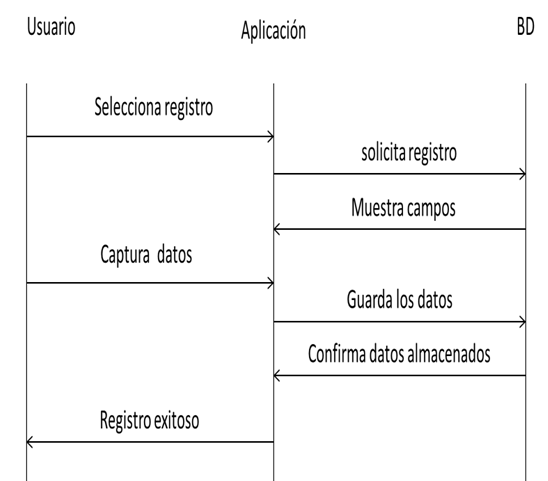 Usuario
Aplicación
BD
Selecciona registro
solicita registro
Muestra campos
Captura datos
Guarda los datos
Confirma datos almacenados
Registro exitoso